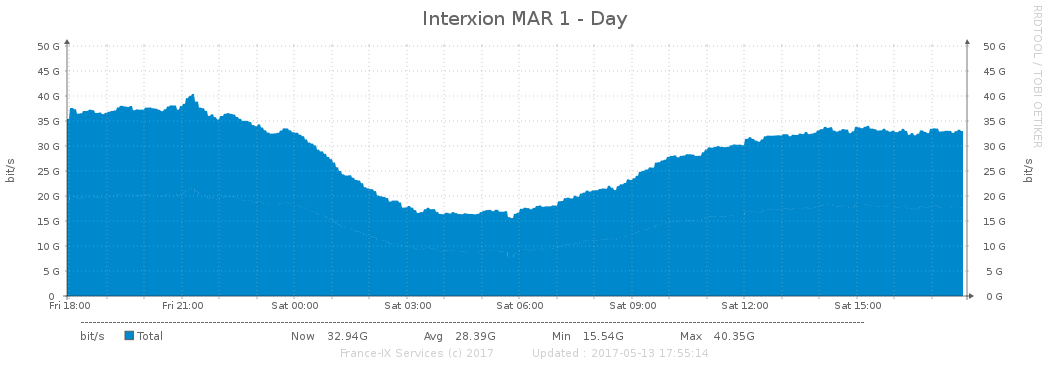 Interxion MAR 1 - Day
RRDTOOL / TOBI OETIKER
50 G 50 G
45 G 45 G
40 G 40 G
35 G 35 G
30 G 30 G
25 G 25 G
20 G 20 G
15 G 15 G
10 G 10 G
5 G 5 G
0 0 G
bit/s bit/s
Fri 18:00 Fri 21:00 Sat 00:00 Sat 03:00 Sat 06:00 Sat 09:00 Sat 12:00 Sat 15:00
bit/s Total Now 32.94G Avg 28.39G Min 15.54G Max 40.35G
France-IX Services (c) 2017 Updated : 2017-05-13 17:55:14